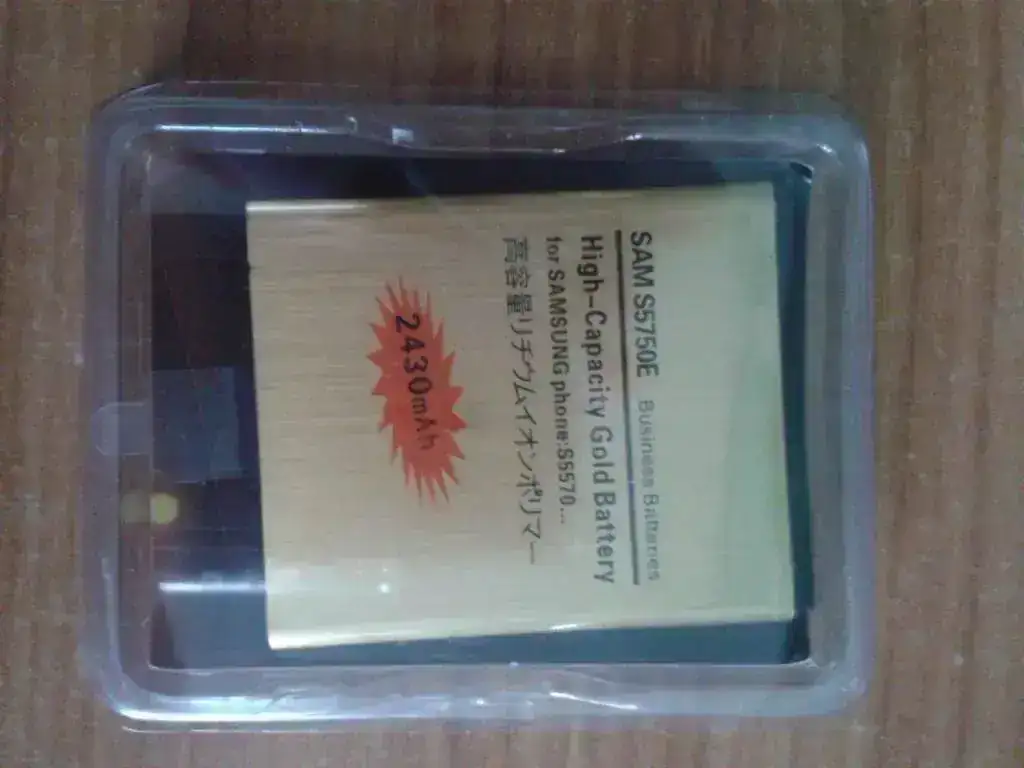 SAM S5750E Business Batteries
High-Capacity Gold Battery
for SAMSUNG phone:S5570...
高容量リチウムイオンポリマー
2430mAh